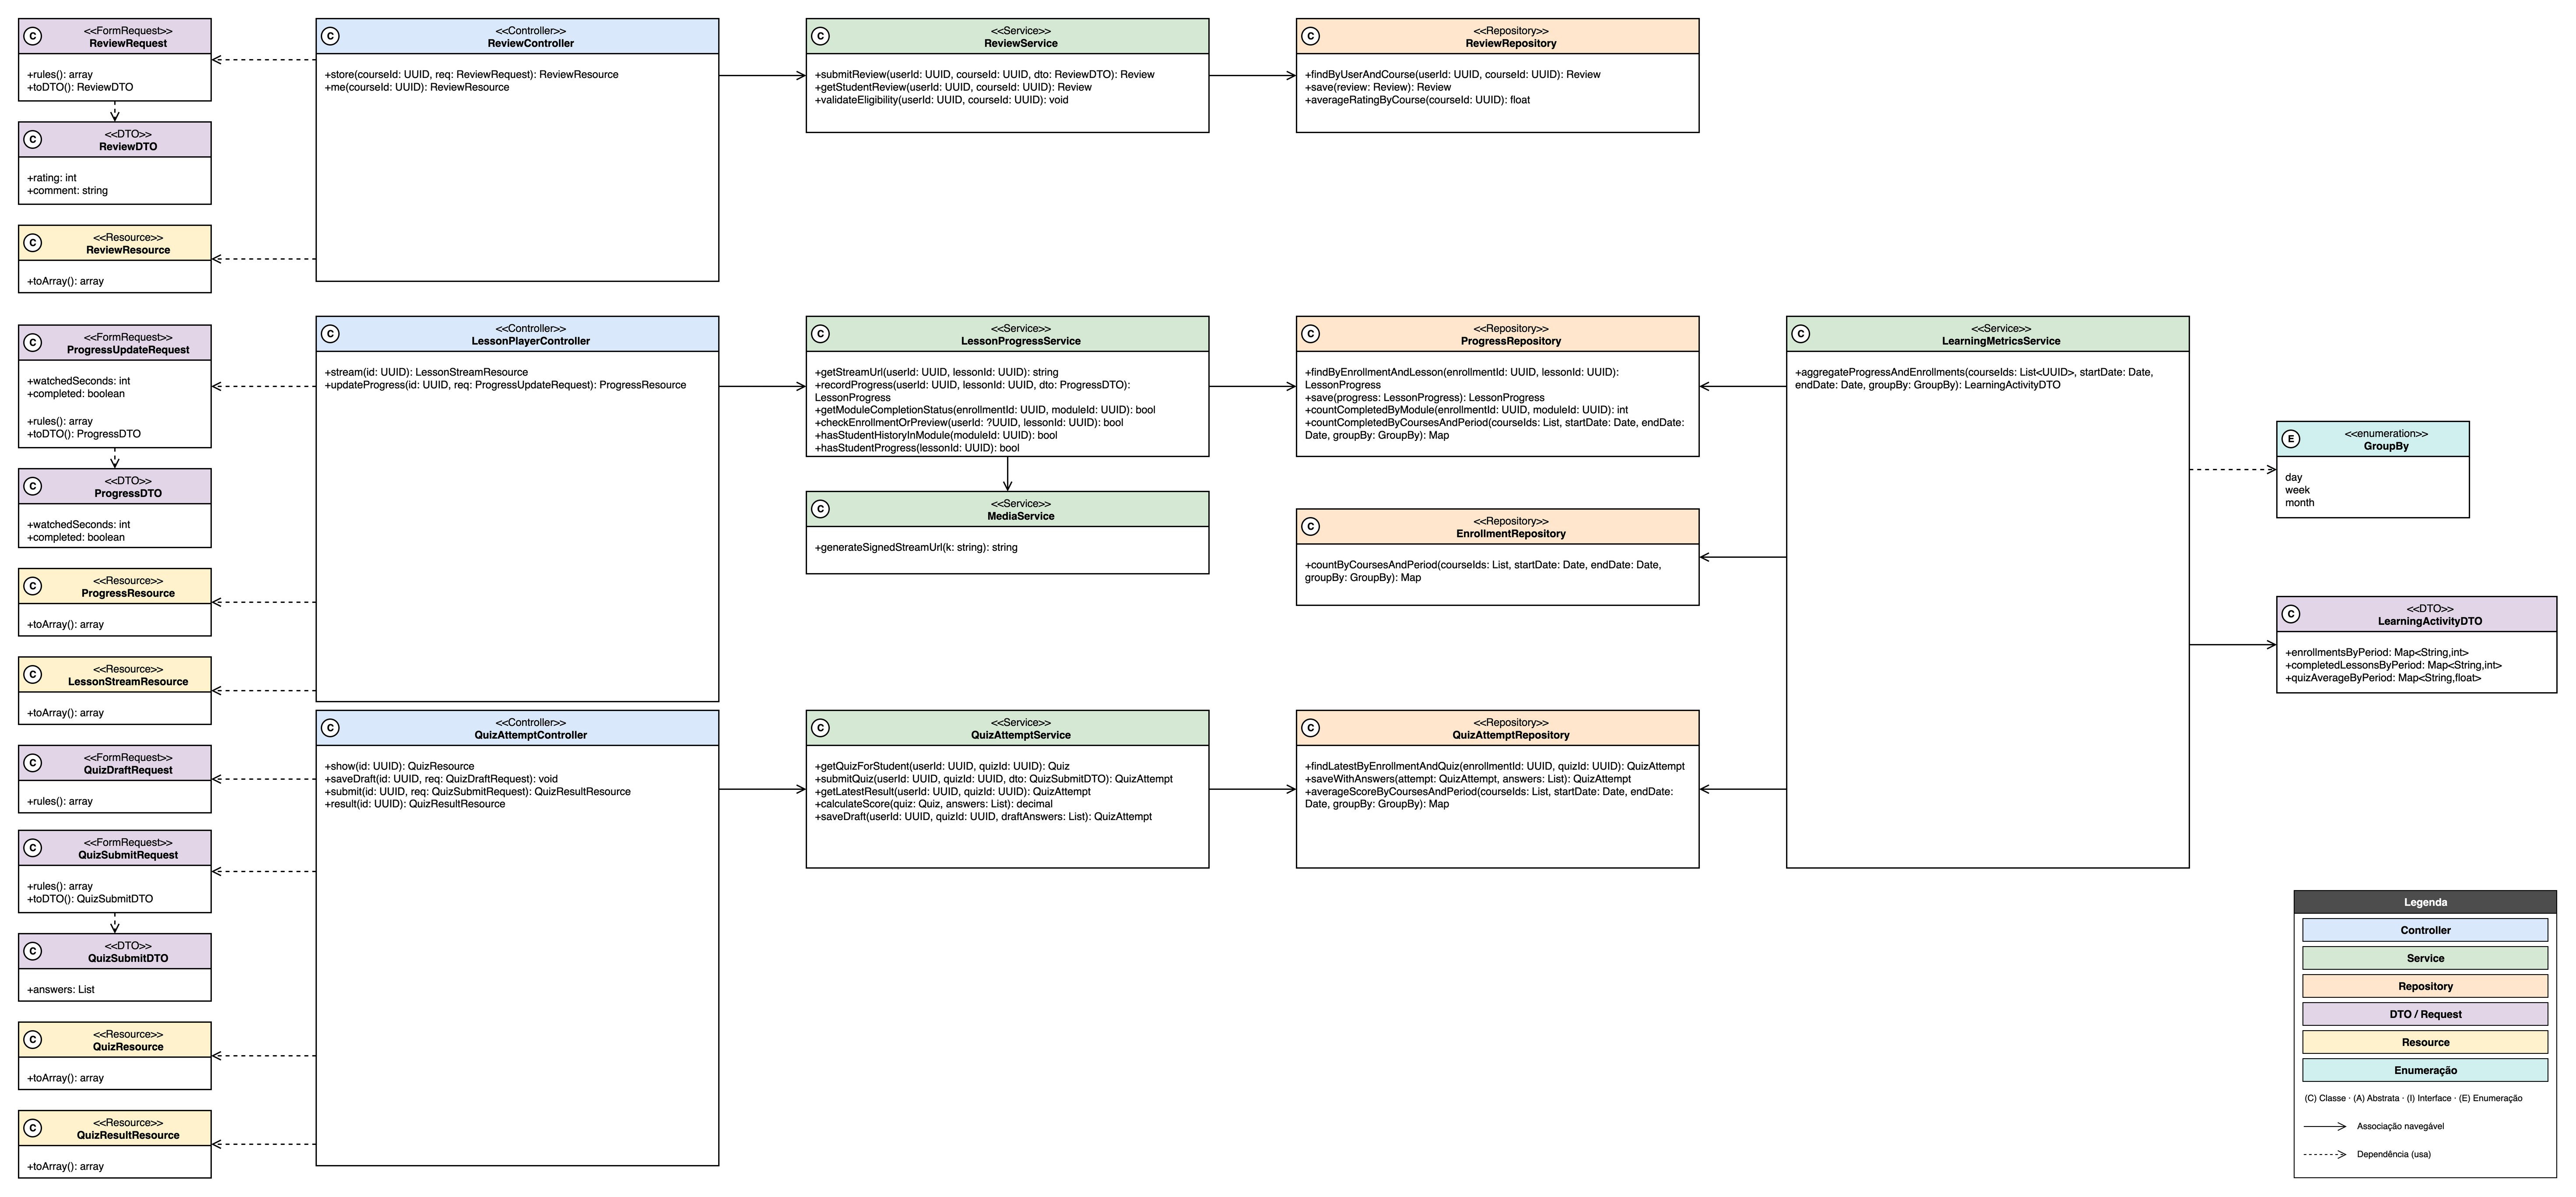 C
<<FormRequest>>
ReviewRequest
+rules(): array
+toDTO(): ReviewDTO
C
<<DTO>>
ReviewDTO
+rating: int
+comment: string
C
<<Resource>>
ReviewResource
+toArray(): array
C
<<Controller>>
ReviewController
+store(courseId: UUID, req: ReviewRequest): ReviewResource
+me(courseId: UUID): ReviewResource
C
<<Service>>
ReviewService
+submitReview(userId: UUID, courseId: UUID, dto: ReviewDTO): Review
+getStudentReview(userId: UUID, courseId: UUID): Review
+validateEligibility(userId: UUID, courseId: UUID): void
C
<<Repository>>
ReviewRepository
+findByUserAndCourse(userId: UUID, courseId: UUID): Review
+save(review: Review): Review
+averageRatingByCourse(courseId: UUID): float
C
<<FormRequest>>
ProgressUpdateRequest
+watchedSeconds: int
+completed: boolean
+rules(): array
+toDTO(): ProgressDTO
C
<<DTO>>
ProgressDTO
+watchedSeconds: int
+completed: boolean
C
<<Resource>>
ProgressResource
+toArray(): array
C
<<Resource>>
LessonStreamResource
+toArray(): array
C
<<Controller>>
LessonPlayerController
+stream(id: UUID): LessonStreamResource
+updateProgress(id: UUID, req: ProgressUpdateRequest): ProgressResource
C
<<Service>>
LessonProgressService
+getStreamUrl(userId: UUID, lessonId: UUID): string
+recordProgress(userId: UUID, lessonId: UUID, dto: ProgressDTO):
LessonProgress
+getModuleCompletionStatus(enrollmentId: UUID, moduleId: UUID): bool
+checkEnrollmentOrPreview(userId: ?UUID, lessonId: UUID): bool
+hasStudentHistoryInModule(moduleId: UUID): bool
+hasStudentProgress(lessonId: UUID): bool
C
<<Service>>
MediaService
+generateSignedStreamUrl(k: string): string
C
<<Repository>>
ProgressRepository
+findByEnrollmentAndLesson(enrollmentId: UUID, lessonId: UUID):
LessonProgress
+save(progress: LessonProgress): LessonProgress
+countCompletedByModule(enrollmentId: UUID, moduleId: UUID): int
+countCompletedByCoursesAndPeriod(courseIds: List, startDate: Date, endDate:
Date, groupBy: GroupBy): Map
C
<<Repository>>
EnrollmentRepository
+countByCoursesAndPeriod(courseIds: List, startDate: Date, endDate: Date,
groupBy: GroupBy): Map
C
<<Service>>
LearningMetricsService
+aggregateProgressAndEnrollments(courseIds: List<UUID>, startDate: Date,
endDate: Date, groupBy: GroupBy): LearningActivityDTO
E
<<enumeration>>
GroupBy
day
week
month
C
<<DTO>>
LearningActivityDTO
+enrollmentsByPeriod: Map<String,int>
+completedLessonsByPeriod: Map<String,int>
+quizAverageByPeriod: Map<String,float>
C
<<FormRequest>>
QuizDraftRequest
+rules(): array
C
<<FormRequest>>
QuizSubmitRequest
+rules(): array
+toDTO(): QuizSubmitDTO
C
<<DTO>>
QuizSubmitDTO
+answers: List
C
<<Resource>>
QuizResource
+toArray(): array
C
<<Resource>>
QuizResultResource
+toArray(): array
C
<<Controller>>
QuizAttemptController
+show(id: UUID): QuizResource
+saveDraft(id: UUID, req: QuizDraftRequest): void
+submit(id: UUID, req: QuizSubmitRequest): QuizResultResource
+result(id: UUID): QuizResultResource
C
<<Service>>
QuizAttemptService
+getQuizForStudent(userId: UUID, quizId: UUID): Quiz
+submitQuiz(userId: UUID, quizId: UUID, dto: QuizSubmitDTO): QuizAttempt
+getLatestResult(userId: UUID, quizId: UUID): QuizAttempt
+calculateScore(quiz: Quiz, answers: List): decimal
+saveDraft(userId: UUID, quizId: UUID, draftAnswers: List): QuizAttempt
C
<<Repository>>
QuizAttemptRepository
+findLatestByEnrollmentAndQuiz(enrollmentId: UUID, quizId: UUID): QuizAttempt
+saveWithAnswers(attempt: QuizAttempt, answers: List): QuizAttempt
+averageScoreByCoursesAndPeriod(courseIds: List, startDate: Date, endDate:
Date, groupBy: GroupBy): Map
Legenda
Controller
Service
Repository
DTO / Request
Resource
Enumeração
(C) Classe · (A) Abstrata · (I) Interface · (E) Enumeração
Associação navegável
Dependência (usa)